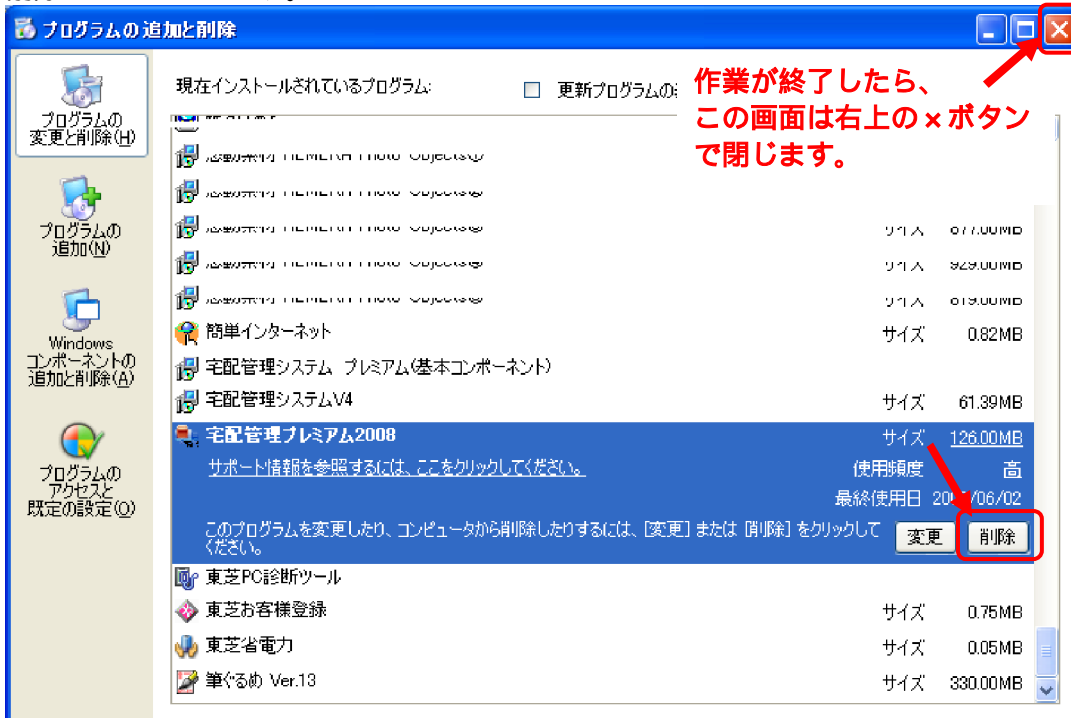 プログラムの追加と削除
プログラムの
変更と削除(H)
プログラムの
追加(N)
Windows
コンポーネントの
追加と削除(A)
プログラムの
アクセスと
既定の設定(O)
現在インストールされているプログラム:
更新プログラムの
作業が終了したら、
この画面は右上の×ボタン
で閉じます。
簡単インターネット サイズ 0.82MB
宅配管理システム プレミアム(基本コンポーネント)
宅配管理システムV4 サイズ 61.39MB
宅配管理プレミアム2008 サイズ 126.00MB
サポート情報を参照するには、ここをクリックしてください。 使用頻度 高
最終使用日
このプログラムを変更したり、コンピュータから削除したりするには、[変更] または [削除] をクリックして
ください。
変更 削除
東芝PC診断ツール
東芝お客様登録 サイズ 0.75MB
東芝省電力 サイズ 0.05MB
筆ぐるめ Ver.13 サイズ 330.00MB